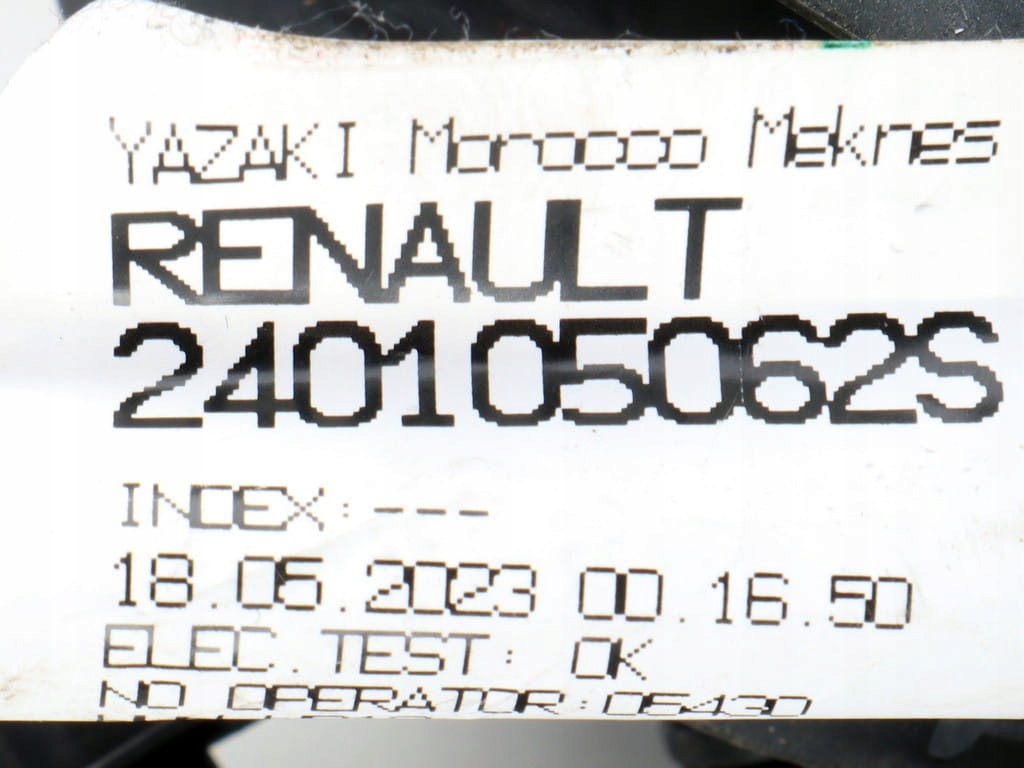 YAZAKI Morocco Meknes
RENAULT
240105062S
INDEX:---
18.05.2023 00.16.50
ELEC.TEST: OK
NO OPERATOR:05430